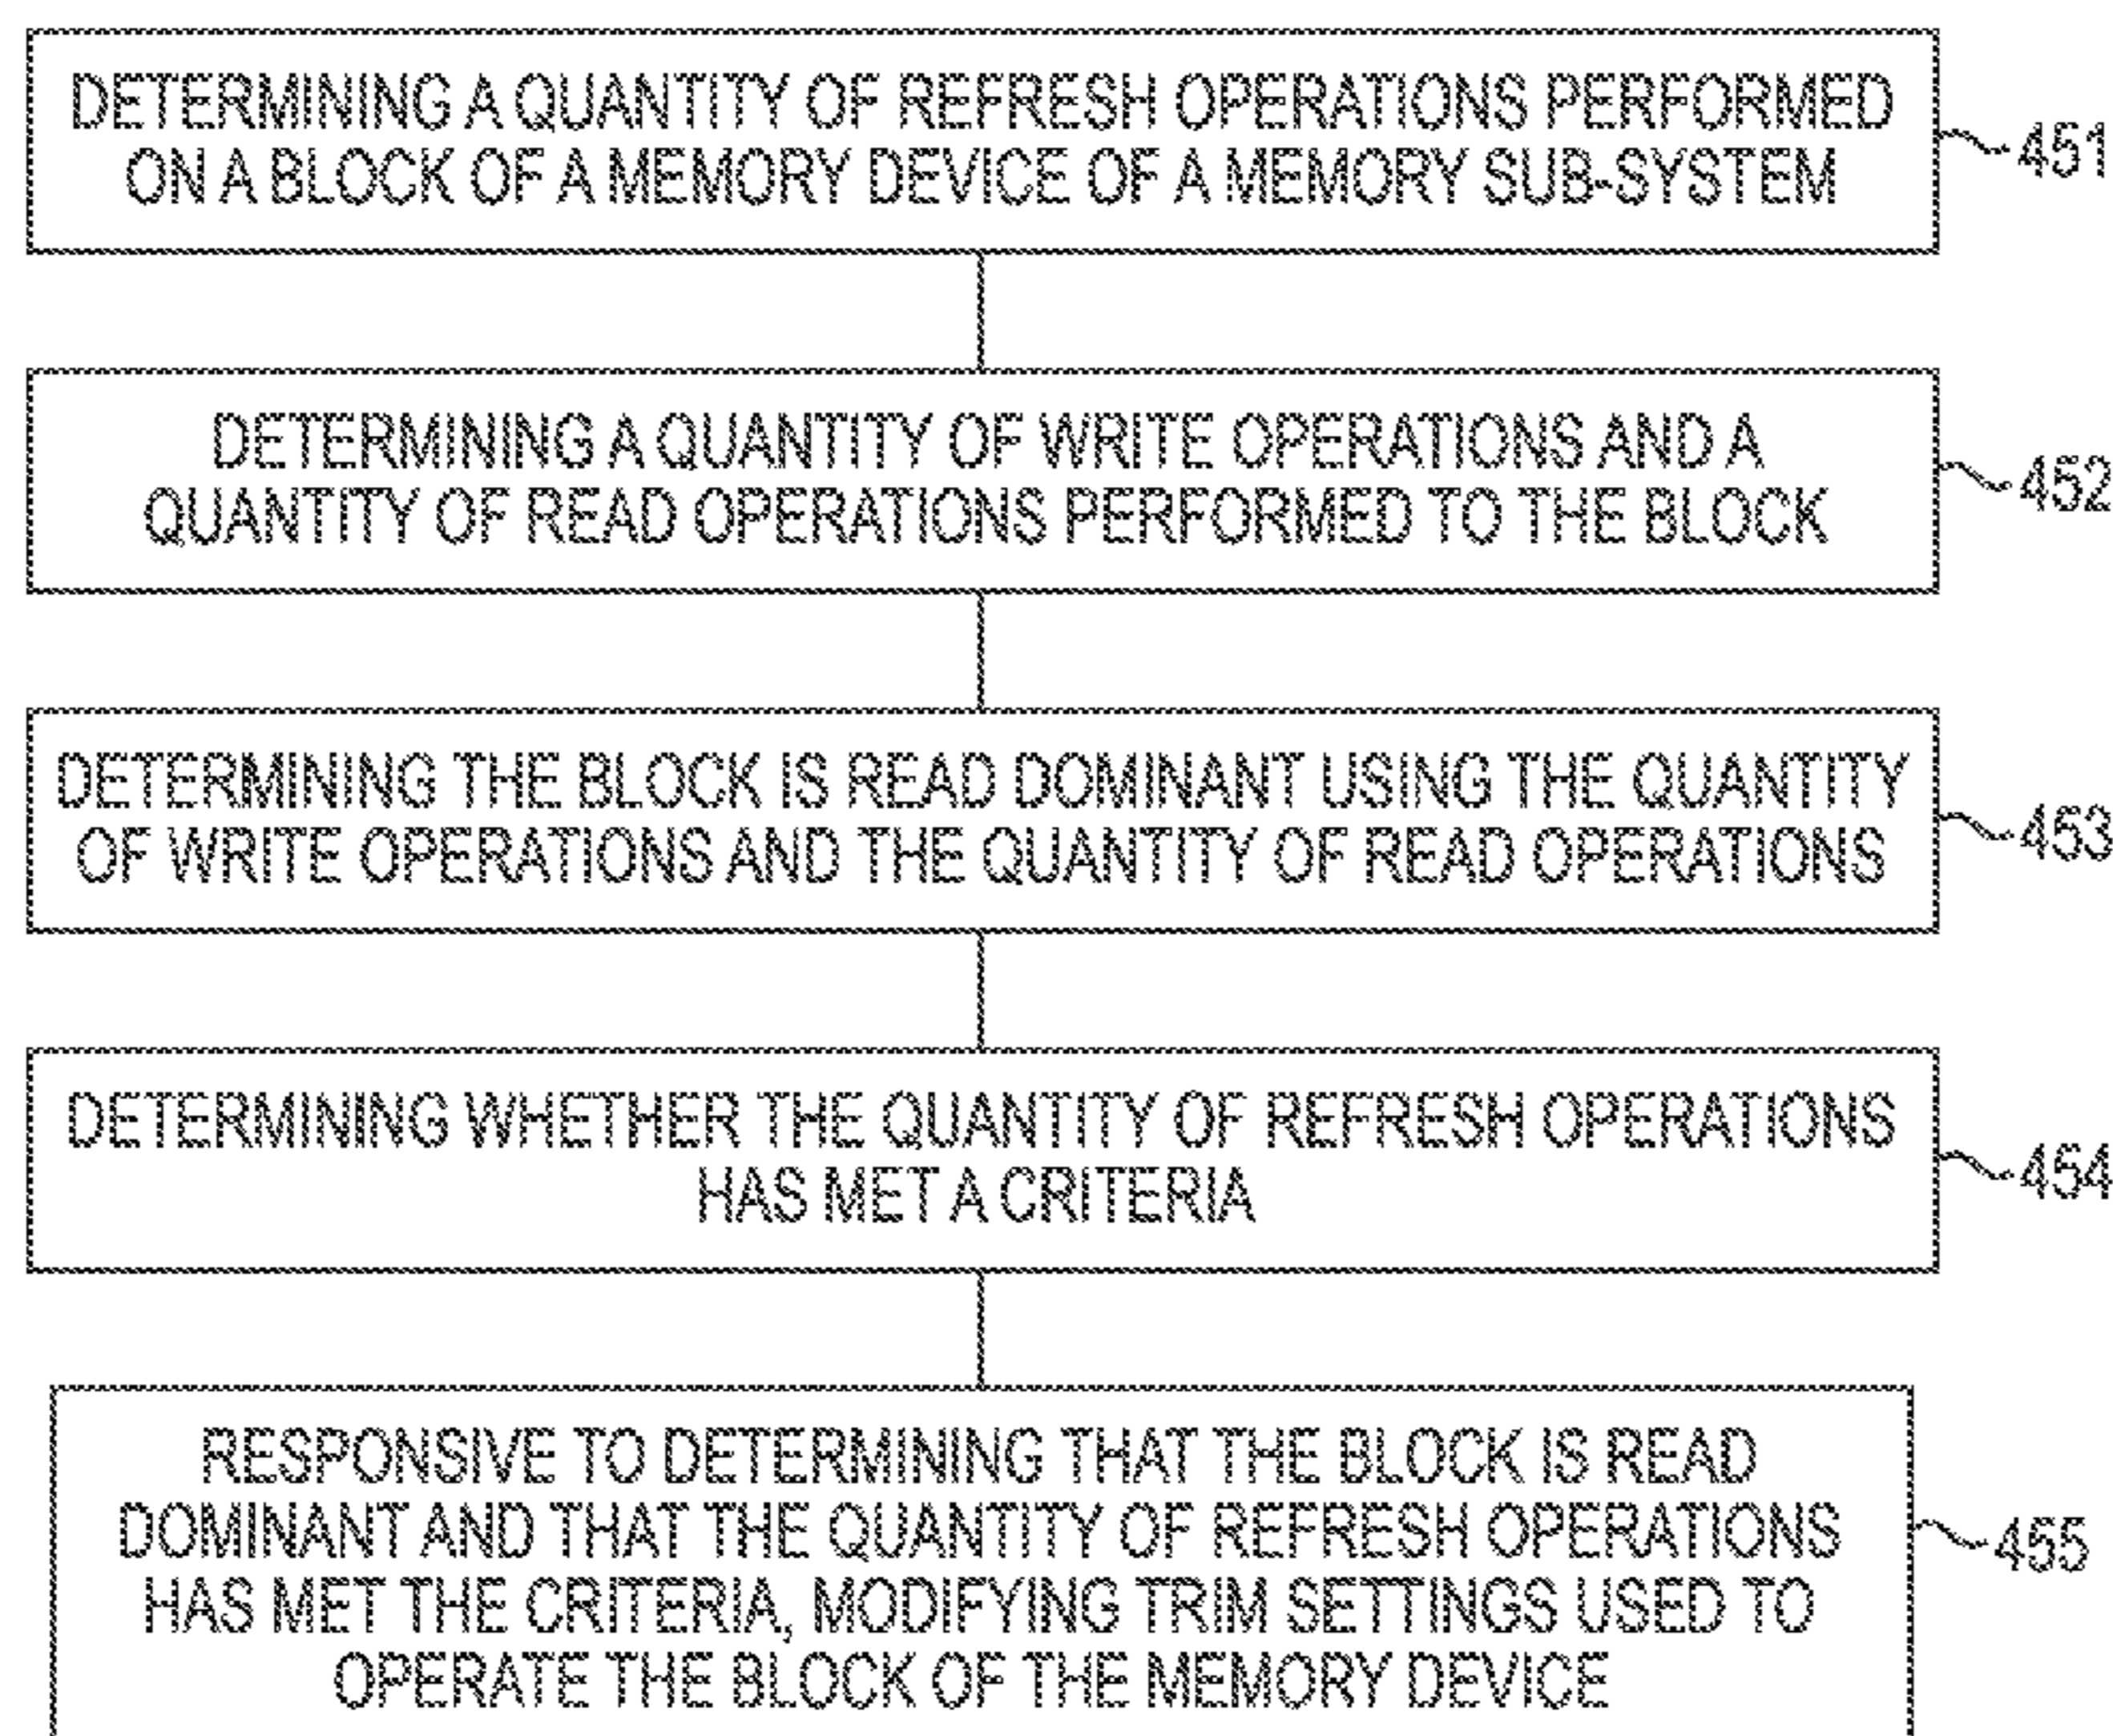 DETERMINING A QUANTITY OF REFRESH OPERATIONS PERFORMED
ON A BLOCK OF A MEMORY DEVICE OF A MEMORY SUB-SYSTEM
451
DETERMINING A QUANTITY OF WRITE OPERATIONS AND A
QUANTITY OF READ OPERATIONS PERFORMED TO THE BLOCK
452
DETERMINING THE BLOCK IS READ DOMINANT USING THE QUANTITY
OF WRITE OPERATIONS AND THE QUANTITY OF READ OPERATIONS
453
DETERMINING WHETHER THE QUANTITY OF REFRESH OPERATIONS
HAS MET A CRITERIA
454
RESPONSIVE TO DETERMINING THAT THE BLOCK IS READ
DOMINANT AND THAT THE QUANTITY OF REFRESH OPERATIONS
HAS MET THE CRITERIA, MODIFYING TRIM SETTINGS USED TO
OPERATE THE BLOCK OF THE MEMORY DEVICE
455